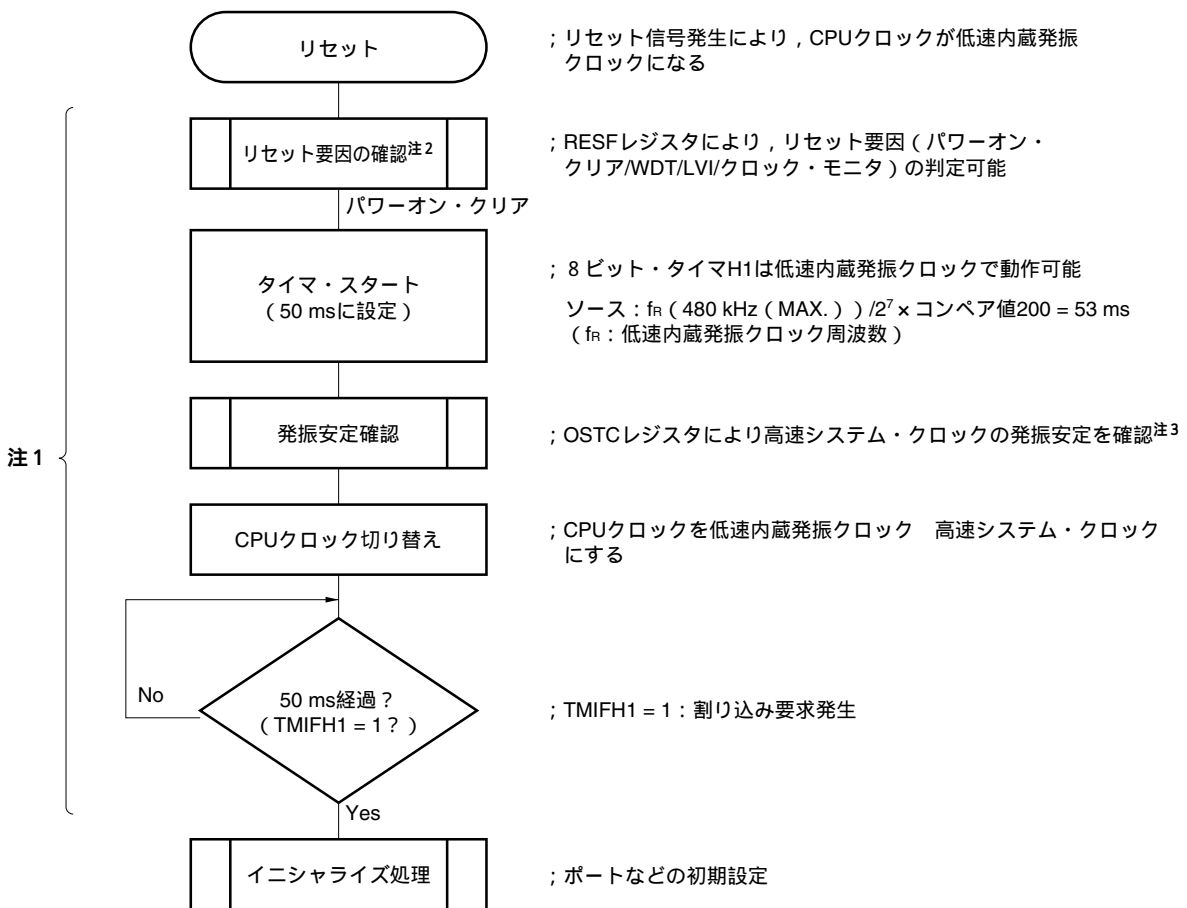 リセット
；リセット信号発生により，CPUクロックが低速内蔵発振
クロックになる
リセット要因の確認注2
；RESFレジスタにより，リセット要因（パワーオン・
クリア/WDT/LVI/クロック・モニタ）の判定可能
パワーオン・クリア
タイマ・スタート
（50 msに設定）
；8ビット・タイマH1は低速内蔵発振クロックで動作可能
ソース：fR（480 kHz（MAX.））/2⁷×コンペア値200 = 53 ms
（fR：低速内蔵発振クロック周波数）
注1
発振安定確認
；OSTCレジスタにより高速システム・クロックの発振安定を確認注3
CPUクロック切り替え
；CPUクロックを低速内蔵発振クロック　高速システム・クロック
にする
No
50 ms経過？
（TMIFH1 = 1？）
；TMIFH1 = 1：割り込み要求発生
Yes
イニシャライズ処理
；ポートなどの初期設定